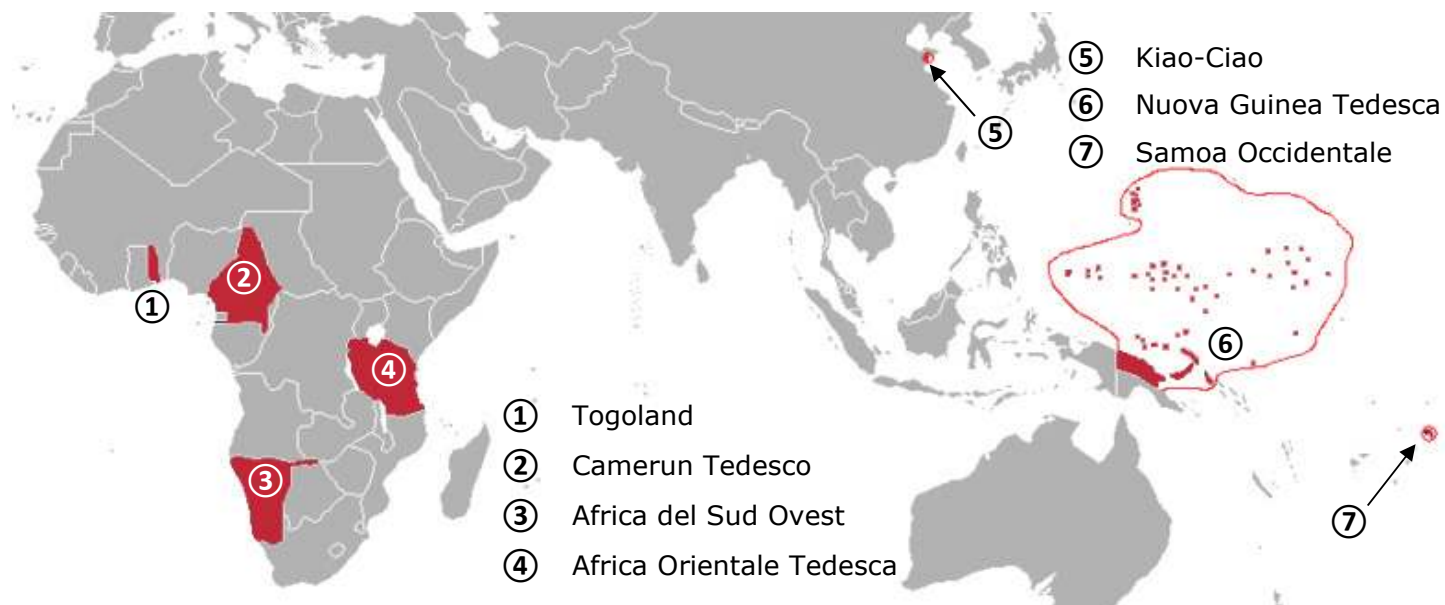 ⑤ Kiao-Ciao
⑥ Nuova Guinea Tedesca
⑦ Samoa Occidentale
⑤
②
①
⑥
④
③
⑦
① Togoland
② Camerun Tedesco
③ Africa del Sud Ovest
④ Africa Orientale Tedesca